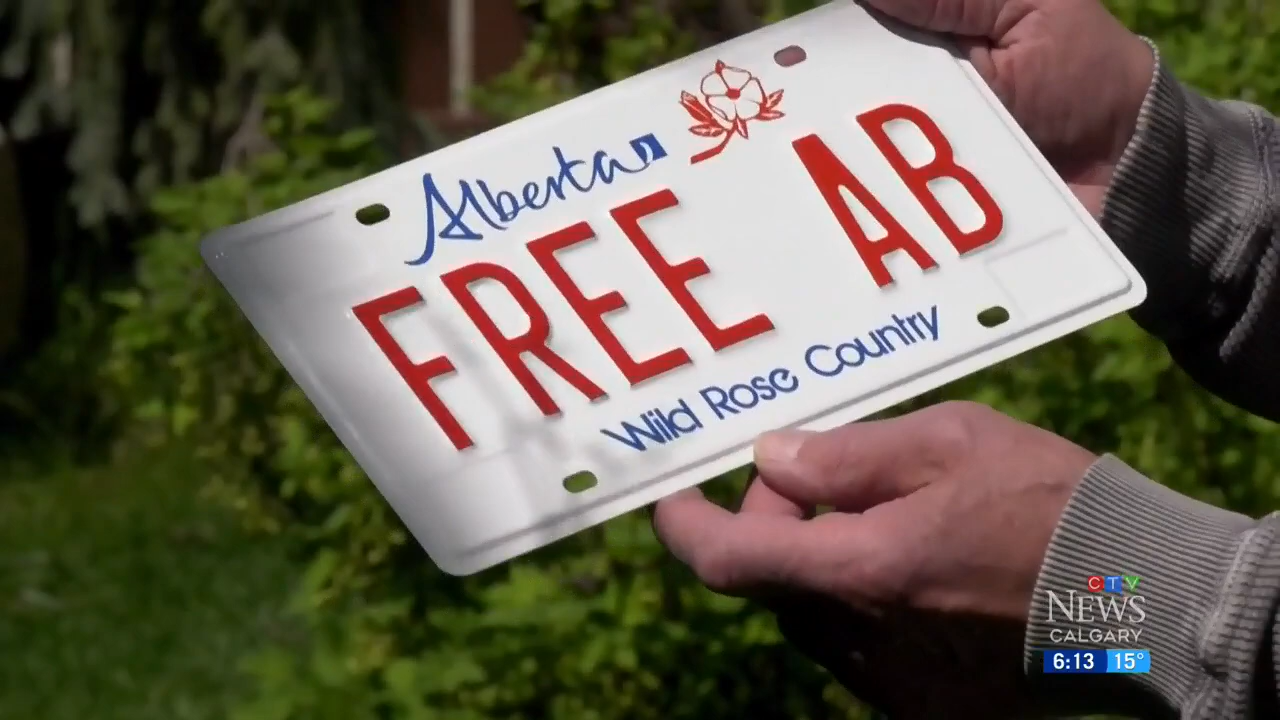 Alberta
FREE AB
Wild Rose Country
CTV
NEWS
CALGARY
6:13 15°